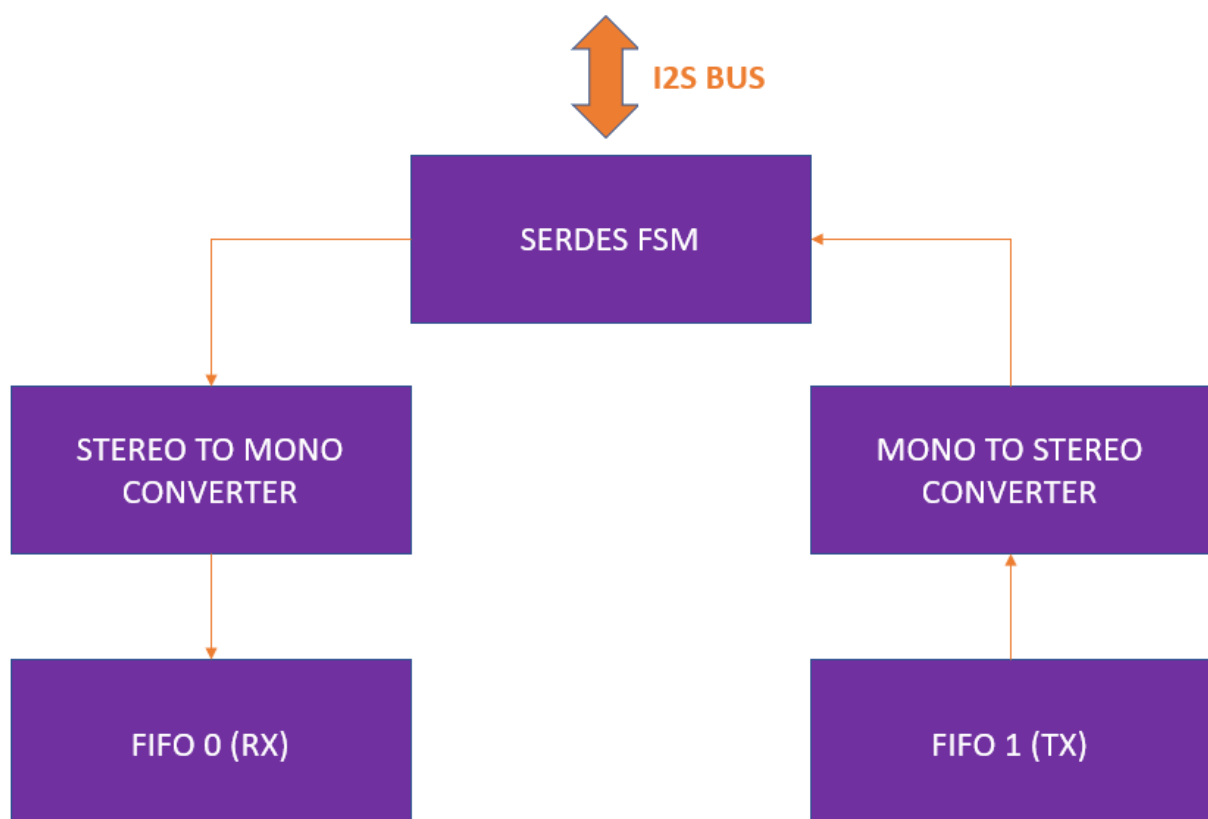 I2S BUS
SERDES FSM
STEREO TO MONO
CONVERTER
MONO TO STEREO
CONVERTER
FIFO 0 (RX)
FIFO 1 (TX)